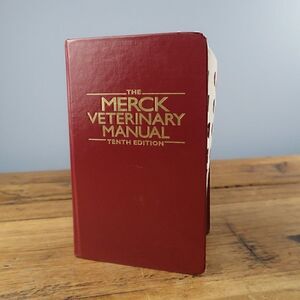 THE
MERCK
VETERINARY
MANUAL
TENTH EDITION